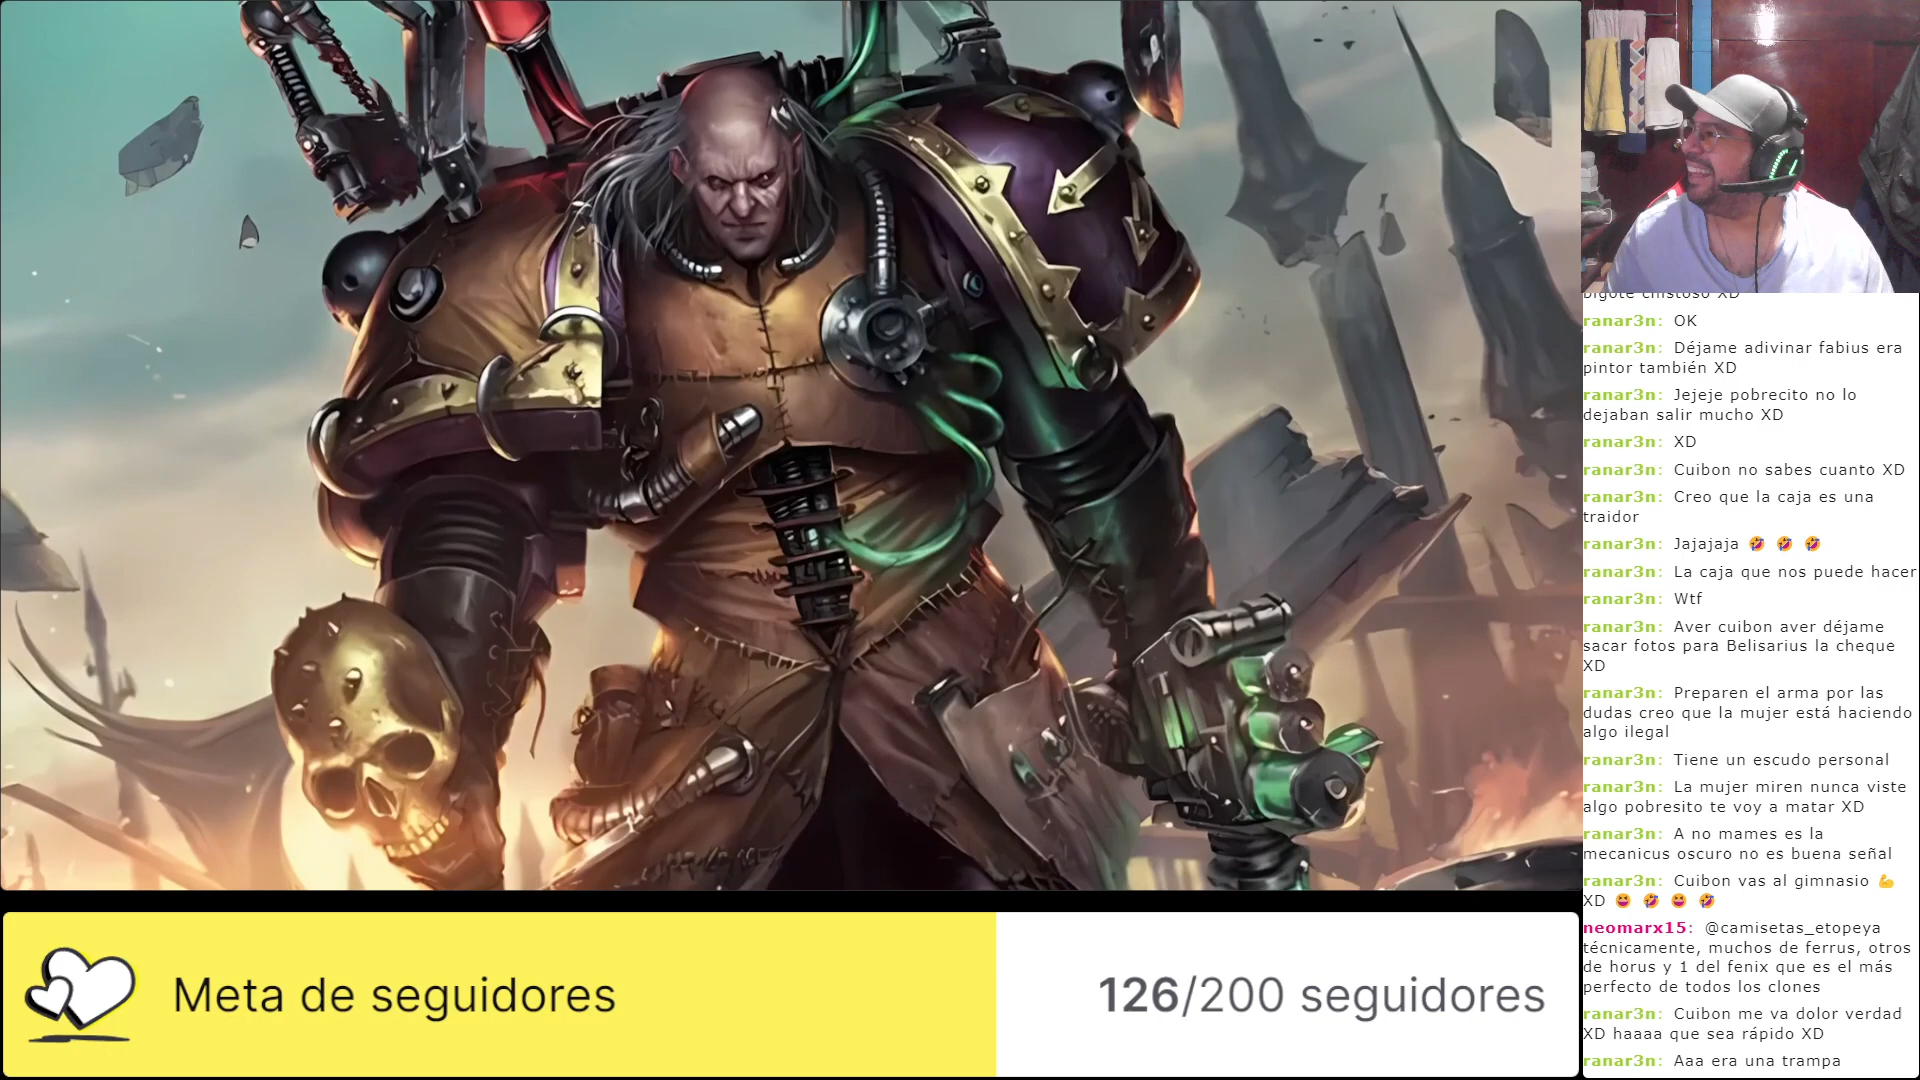 bigote chistoso XD
ranar3n: OK
ranar3n: Déjame adivinar fabius era
pintor también XD
ranar3n: Jejeje pobrecito no lo
dejaban salir mucho XD
ranar3n: XD
ranar3n: Cuibon no sabes cuanto XD
ranar3n: Creo que la caja es una
traidor
ranar3n: Jajajaja 🤣 🤣 🤣
ranar3n: La caja que nos puede hacer
ranar3n: Wtf
ranar3n: Aver cuibon aver déjame
sacar fotos para Belisarius la cheque
XD
ranar3n: Preparen el arma por las
dudas creo que la mujer está haciendo
algo ilegal
ranar3n: Tiene un escudo personal
ranar3n: La mujer miren nunca viste
algo pobresito te voy a matar XD
ranar3n: A no mames es la
mecanicus oscuro no es buena señal
ranar3n: Cuibon vas al gimnasio 💪
XD 😆 🤣 😆 🤣
neomarx15: @camisetas_etopeya
técnicamente, muchos de ferrus, otros
de horus y 1 del fenix que es el más
perfecto de todos los clones
ranar3n: Cuibon me va dolor verdad
XD haaaa que sea rápido XD
ranar3n: Aaa era una trampa
Meta de seguidores
126/200 seguidores